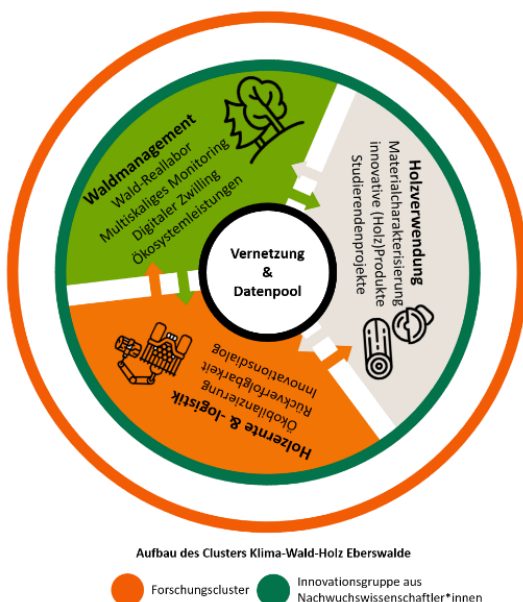 Waldmanagement
Wald-Reallabor
Multiskaliges Monitoring
Digitaler Zwilling
Ökosystemleistungen
Holzverwendung
Materialcharakterisierung
innovative (Holz)Produkte
Studierendenprojekte
Vernetzung
&
Datenpool
Holzernte & -logistik
Ökobilanzierung
Rückverfolgbarkeit
Innovationsdialog
Aufbau des Clusters Klima-Wald-Holz Eberswalde
Forschungscluster
Innovationsgruppe aus
Nachwuchswissenschaftler*innen